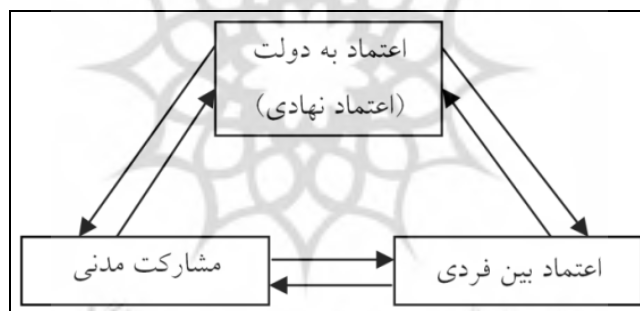 اعتماد به دولت
(اعتماد نهادی)
اعتماد بین فردی
مشارکت مدنی